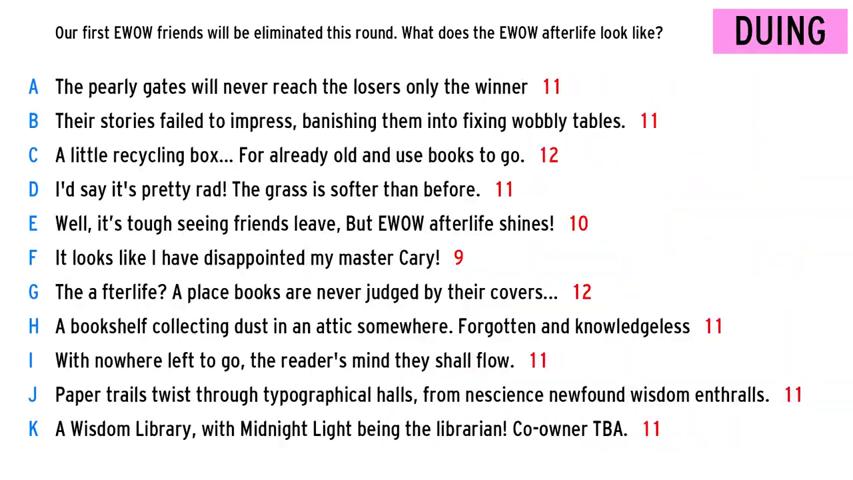 Our first EWOW friends will be eliminated this round. What does the EWOW afterlife look like?
DUING
A The pearly gates will never reach the losers only the winner 11
B Their stories failed to impress, banishing them into fixing wobbly tables. 11
C A little recycling box... For already old and use books to go. 12
D I'd say it's pretty rad! The grass is softer than before. 11
E Well, it’s tough seeing friends leave, But EWOW afterlife shines! 10
F It looks like I have disappointed my master Cary! 9
G The a fterlife? A place books are never judged by their covers... 12
H A bookshelf collecting dust in an attic somewhere. Forgotten and knowledgeless 11
I With nowhere left to go, the reader's mind they shall flow. 11
J Paper trails twist through typographical halls, from nescience newfound wisdom enthralls. 11
K A Wisdom Library, with Midnight Light being the librarian! Co-owner TBA. 11